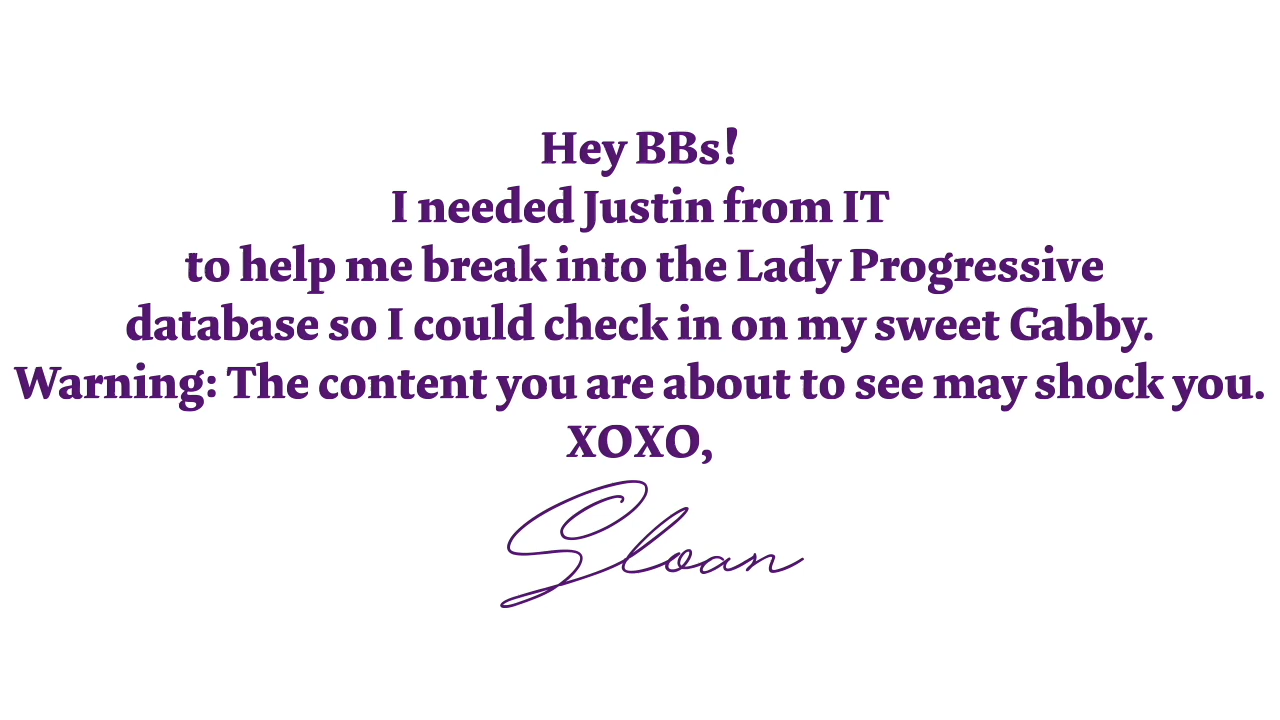 Hey BBs!
I needed Justin from IT
to help me break into the Lady Progressive
database so I could check in on my sweet Gabby.
Warning: The content you are about to see may shock you.
XOXO,
Sloan